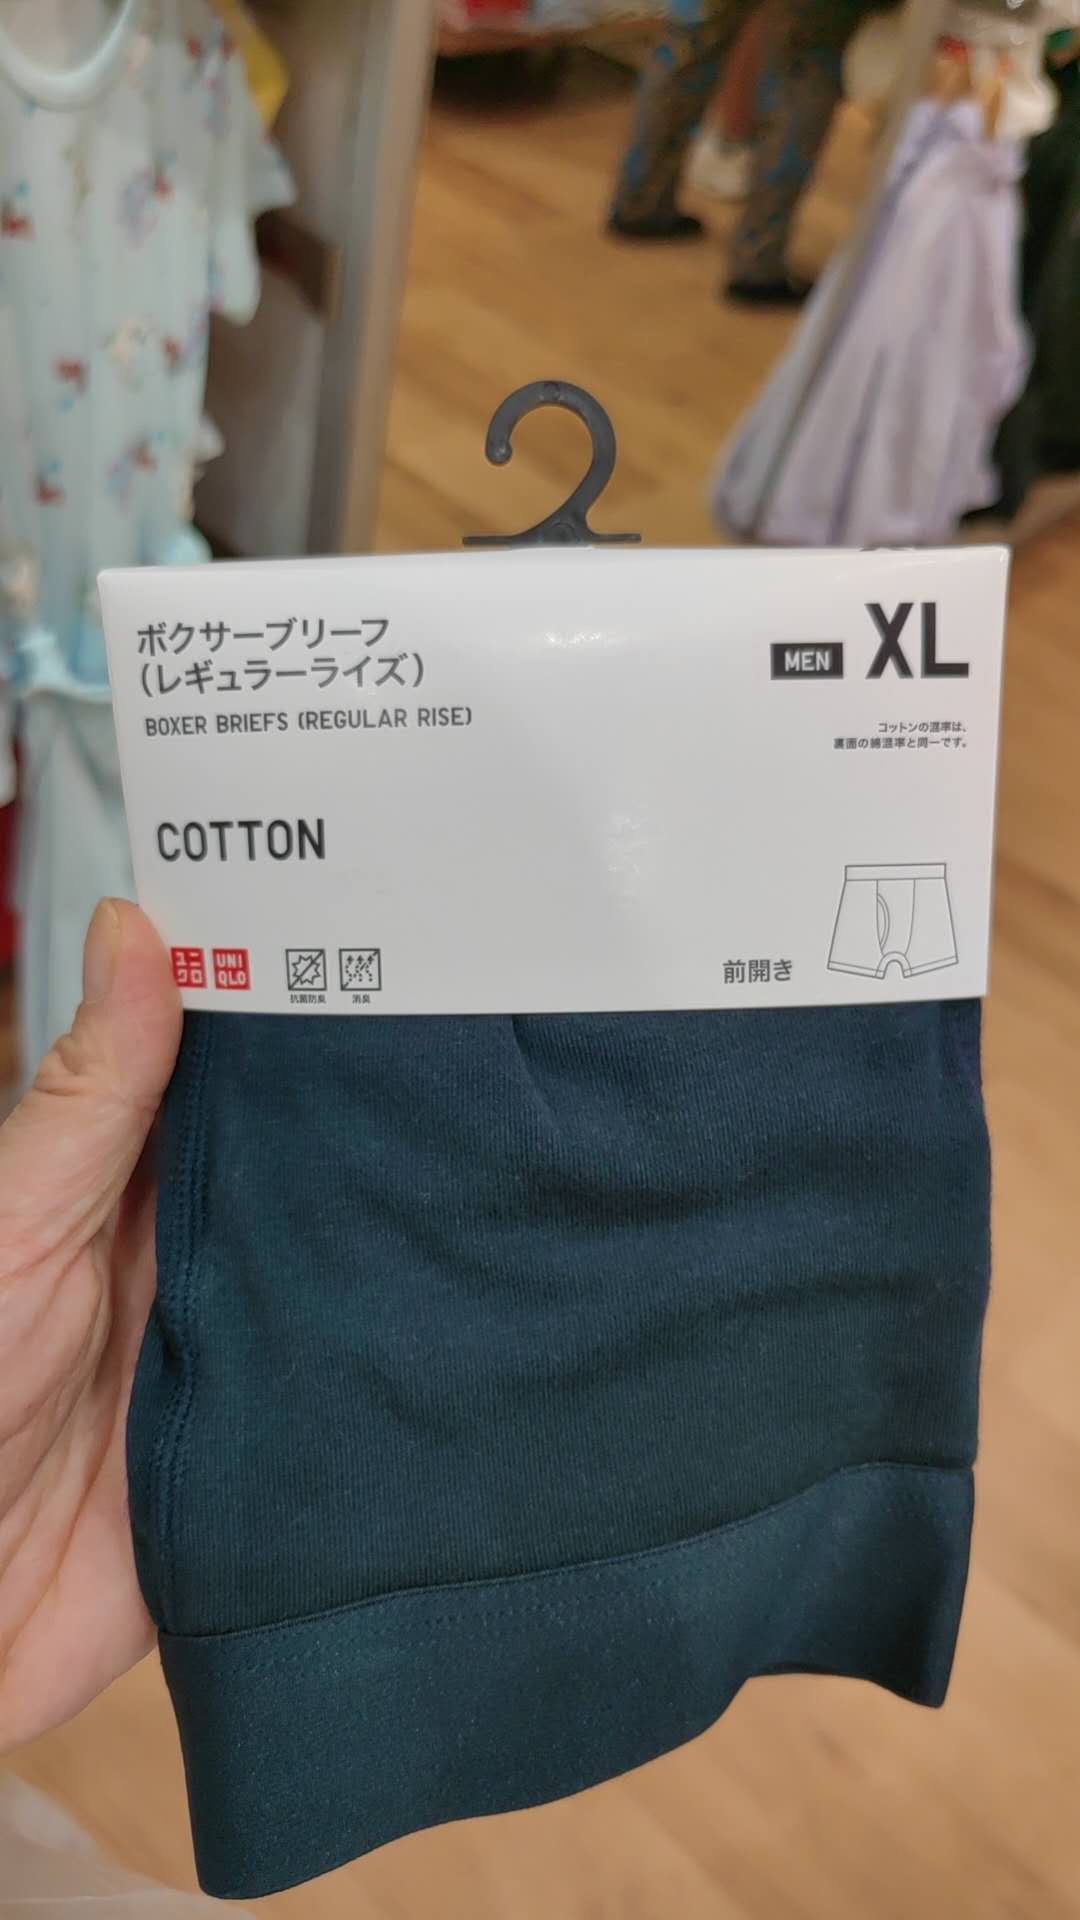 ボクサーブリーフ
(レギュラーライズ)
BOXER BRIEFS (REGULAR RISE)
MEN XL
コットンの混率は、
裏面の綿混率と同一です。
COTTON
ユニクロ
UNIQLO
抗菌防臭
消臭
前開き